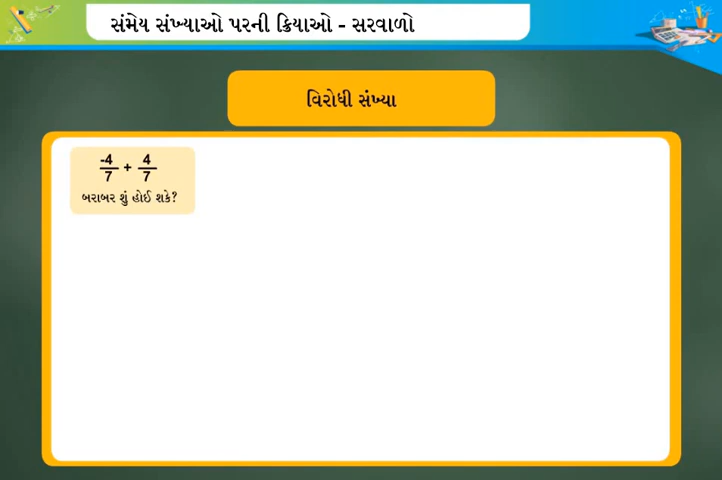 સંમેય સંખ્યાઓ પરની ક્રિયાઓ - સરવાળો
વિરોધી સંખ્યા
-4/7 + 4/7
બરાબર શું હોઈ શકે?